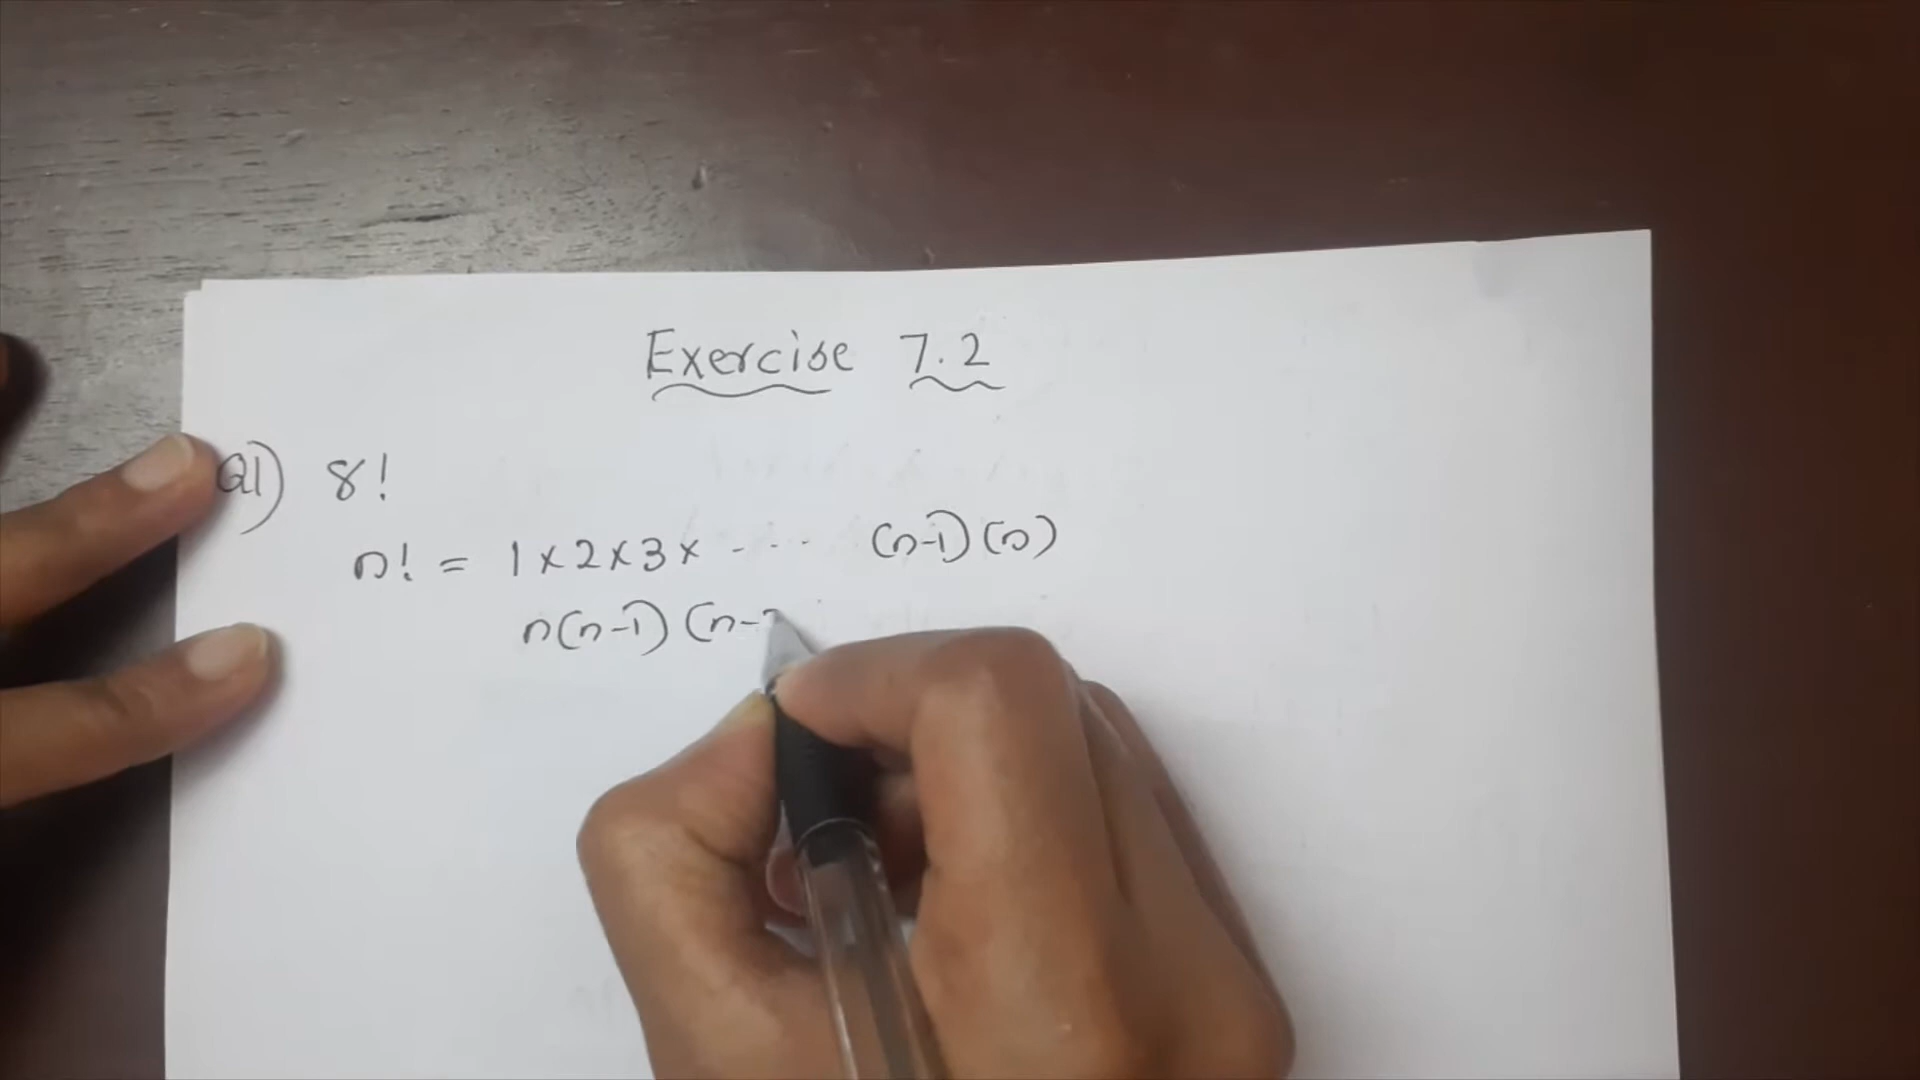 Exercise 7.2
Q1) 8!
n! = 1 x 2 x 3 x - - - - (n-1) (n)
n(n-1) (n-